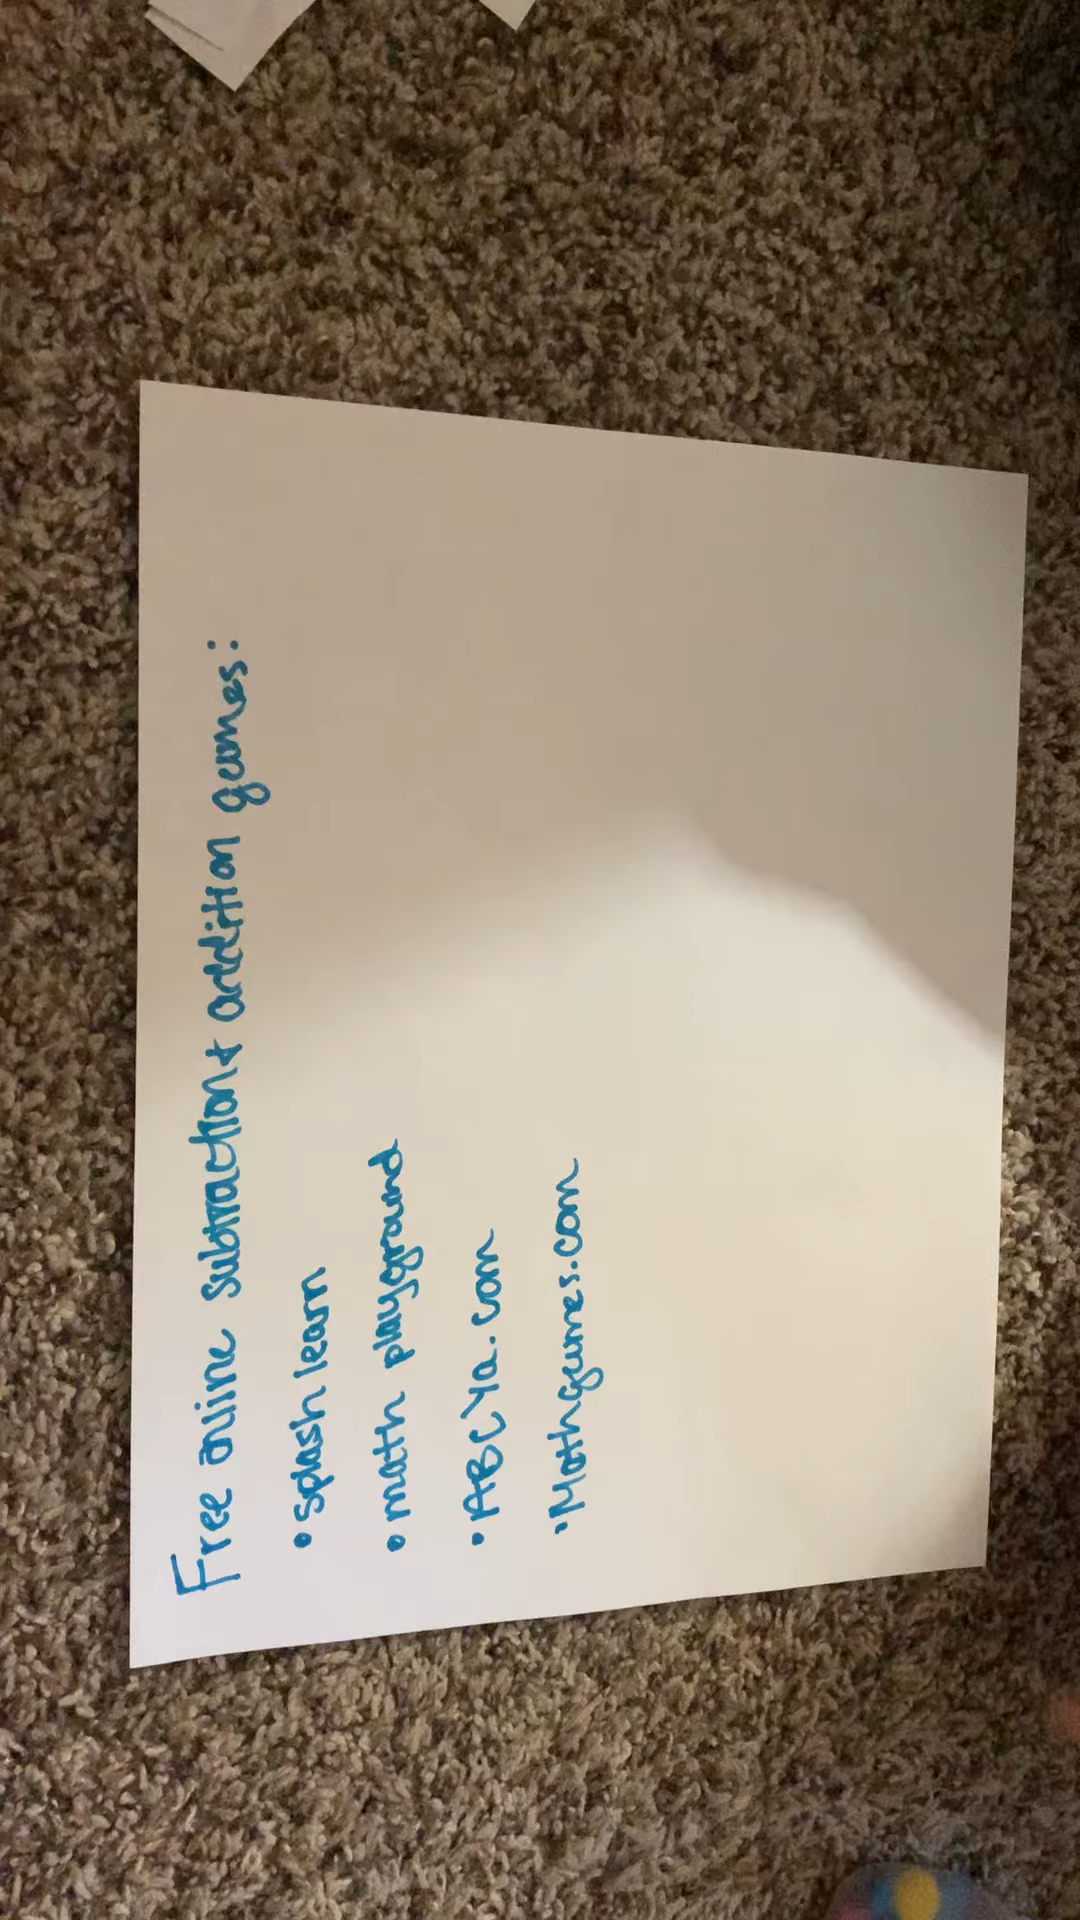 Free online subtraction + addition games:
• splash learn
• math playground
• ABCYa.com
• Mathgames.com